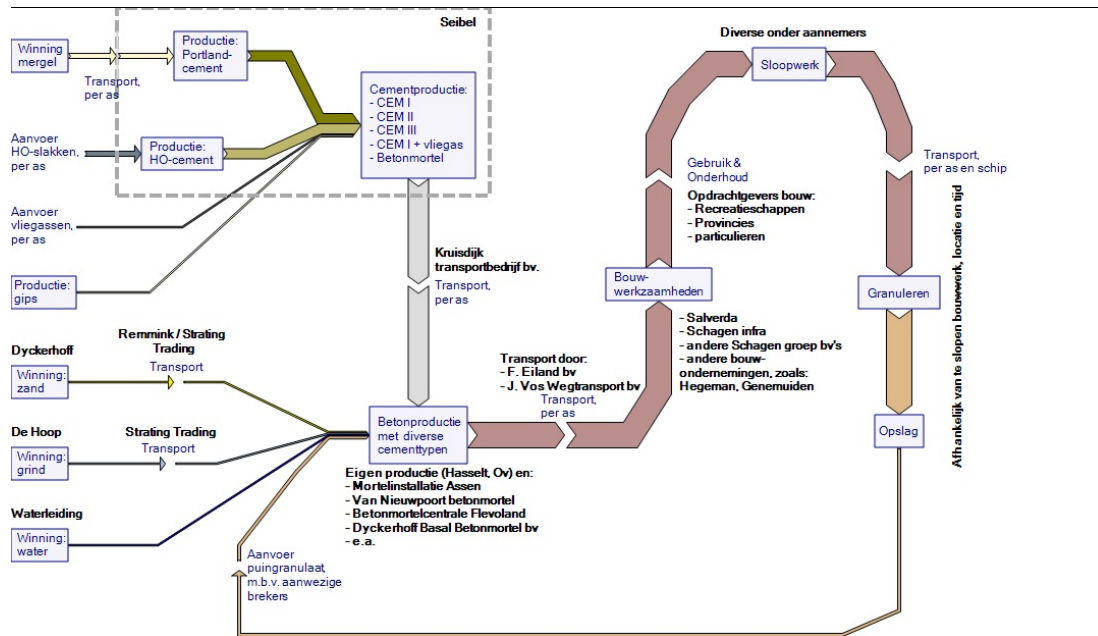 Seibel
Winning
mergel
Transport,
per as
Productie:
Portland-
cement
Aanvoer
HO-slakken,
per as
Productie:
HO-cement
Cementproductie:
- CEM I
- CEM II
- CEM III
- CEM I + vliegas
- Betonmortel
Aanvoer
vliegassen,
per as
Productie:
gips
Kruisdijk
transportbedrijf bv.
Transport,
per as
Dyckerhoff
Winning:
zand
Remmink / Strating
Trading
Transport
De Hoop
Winning:
grind
Strating Trading
Transport
Waterleiding
Winning:
water
Betonproductie
met diverse
cementtypen
Eigen productie (Hasselt, Ov) en:
- Mortelinstallatie Assen
- Van Nieuwpoort betonmortel
- Betonmortelcentrale Flevoland
- Dyckerhoff Basal Betonmortel bv
- e.a.
Aanvoer
puingranulaat,
m.b.v. aanwezige
brekers
Transport door:
- F. Eiland bv
- J. Vos Wegtransport bv
Transport,
per as
Bouw-
werkzaamheden
- Salverda
- Schagen infra
- andere Schagen groep bv's
- andere bouw-
ondernemingen, zoals:
Hegeman, Genemuiden
Gebruik &
Onderhoud
Opdrachtgevers bouw:
- Recreatieschappen
- Provincies
- particulieren
Diverse onder aannemers
Sloopwerk
Transport,
per as en schip
Granuleren
Opslag
Afhankelijk van te slopen bouwwerk, locatie en tijd